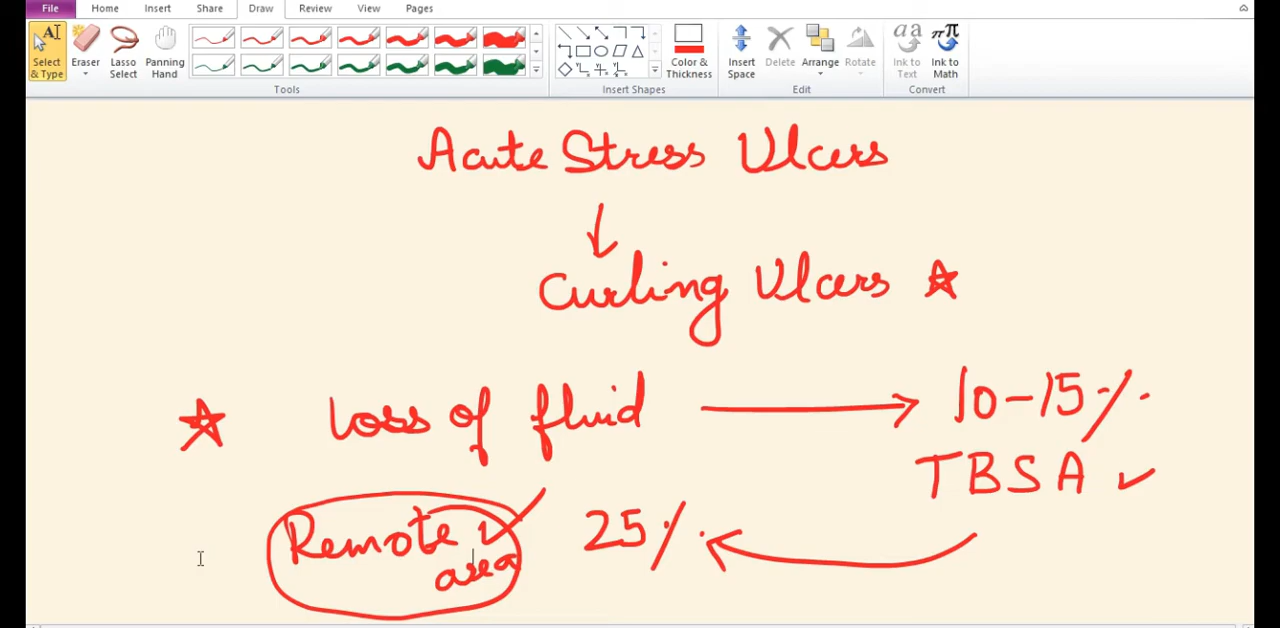 File Home Insert Share Draw Review View Pages
Select & Type Eraser Lasso Select Panning Hand Color & Thickness Insert Space Delete Arrange Rotate Ink to Text Ink to Math
Tools Insert Shapes Edit Convert
Acute Stress Ulcers
Curling Ulcers
Loss of fluid 10-15%
TBSA
Remote 25%
area